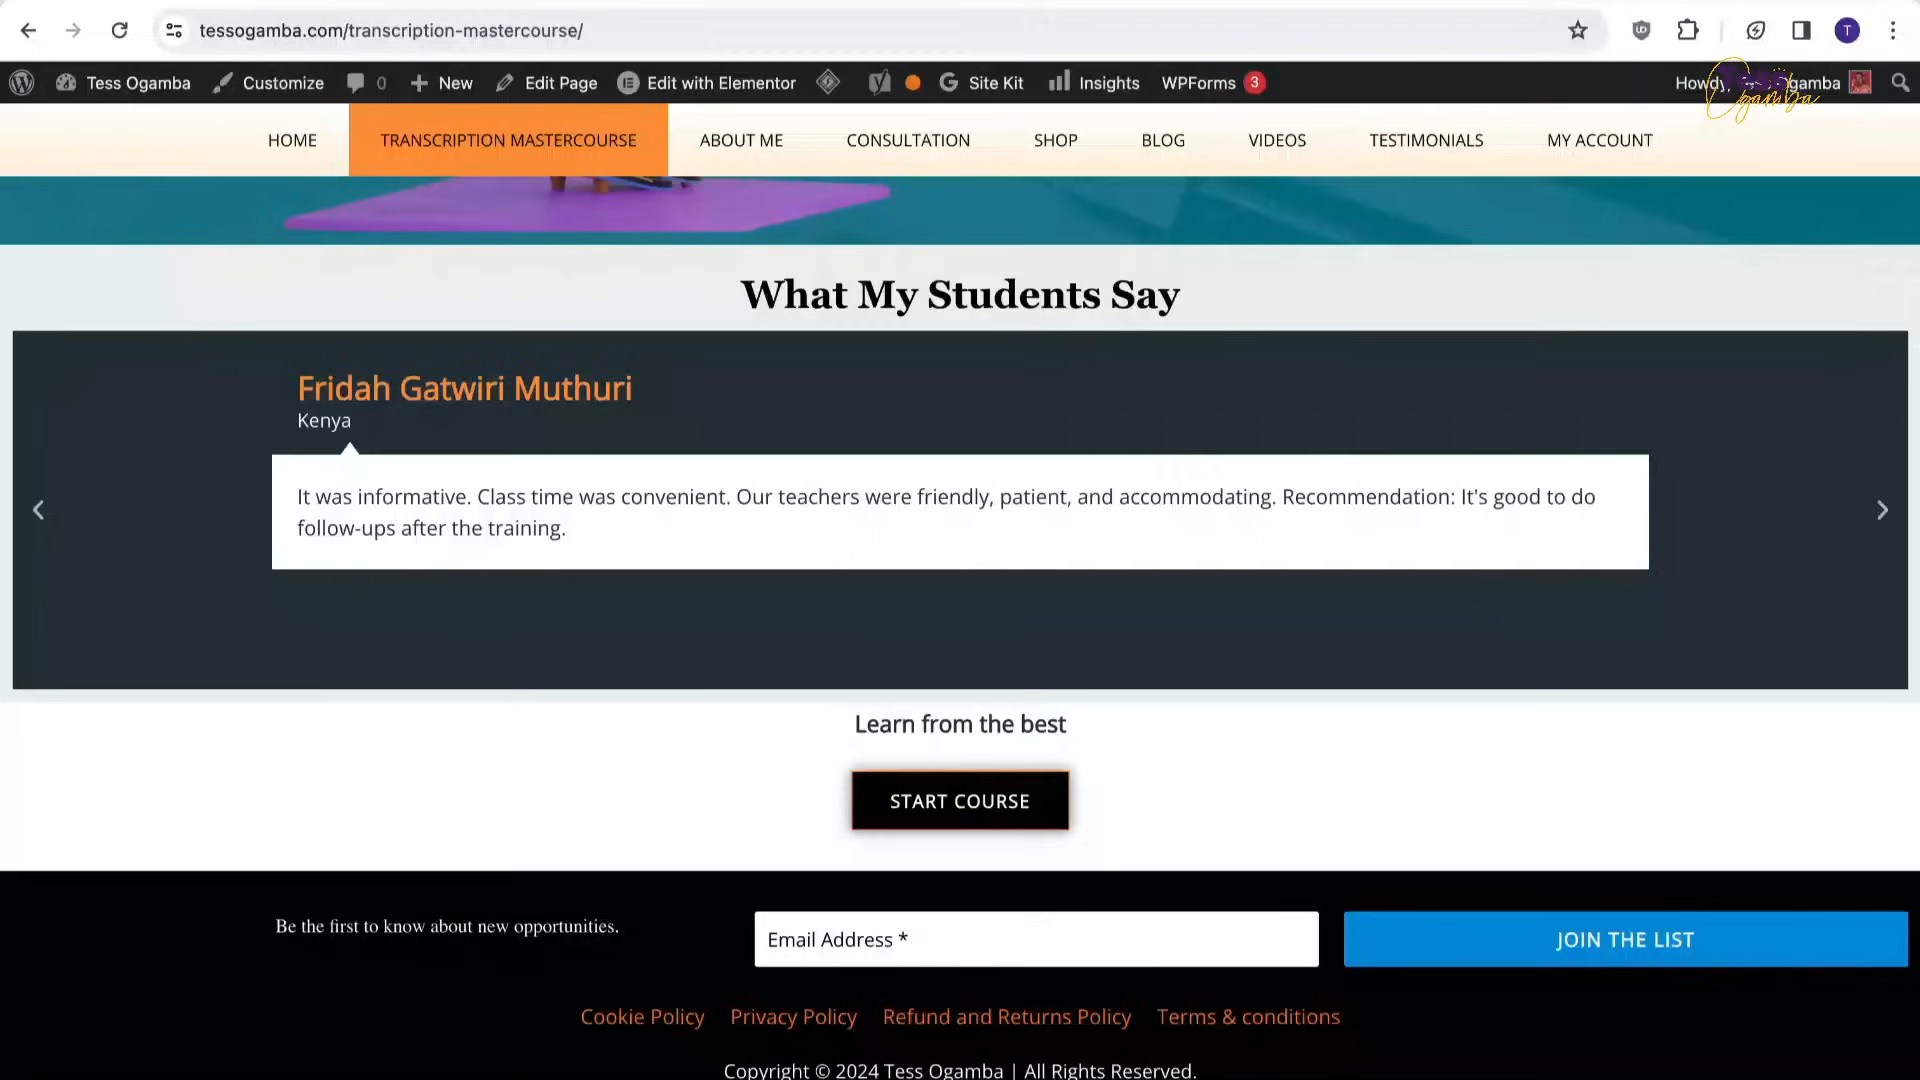 tessogamba.com/transcription-mastercourse/
T
Tess Ogamba
Customize
0
New
Edit Page
Edit with Elementor
Site Kit
Insights
WPForms 3
Howdy,
gamba
Tess
Ogamba
HOME
TRANSCRIPTION MASTERCOURSE
ABOUT ME
CONSULTATION
SHOP
BLOG
VIDEOS
TESTIMONIALS
MY ACCOUNT
What My Students Say
Fridah Gatwiri Muthuri
Kenya
It was informative. Class time was convenient. Our teachers were friendly, patient, and accommodating. Recommendation: It's good to do
follow-ups after the training.
Learn from the best
START COURSE
Be the first to know about new opportunities.
Email Address *
JOIN THE LIST
Cookie Policy
Privacy Policy
Refund and Returns Policy
Terms & conditions
Copyright © 2024 Tess Ogamba | All Rights Reserved.